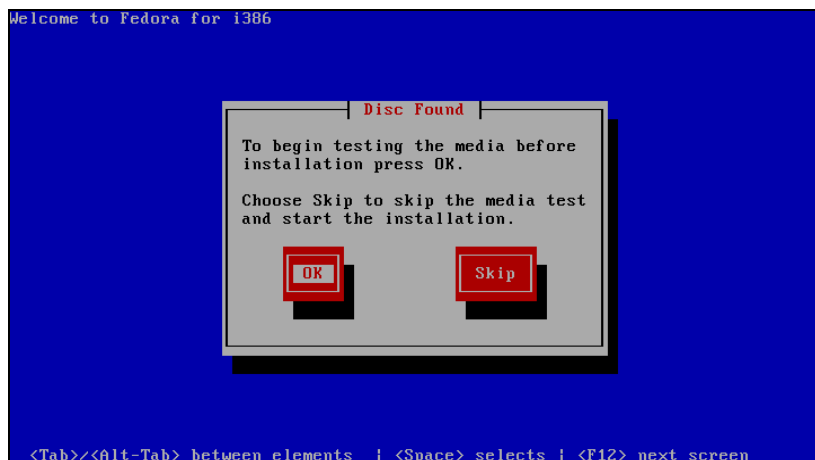 Welcome to Fedora for i386
Disc Found
To begin testing the media before
installation press OK.
Choose Skip to skip the media test
and start the installation.
OK Skip
<Tab>/<Alt-Tab> between elements | <Space> selects | <F12> next screen